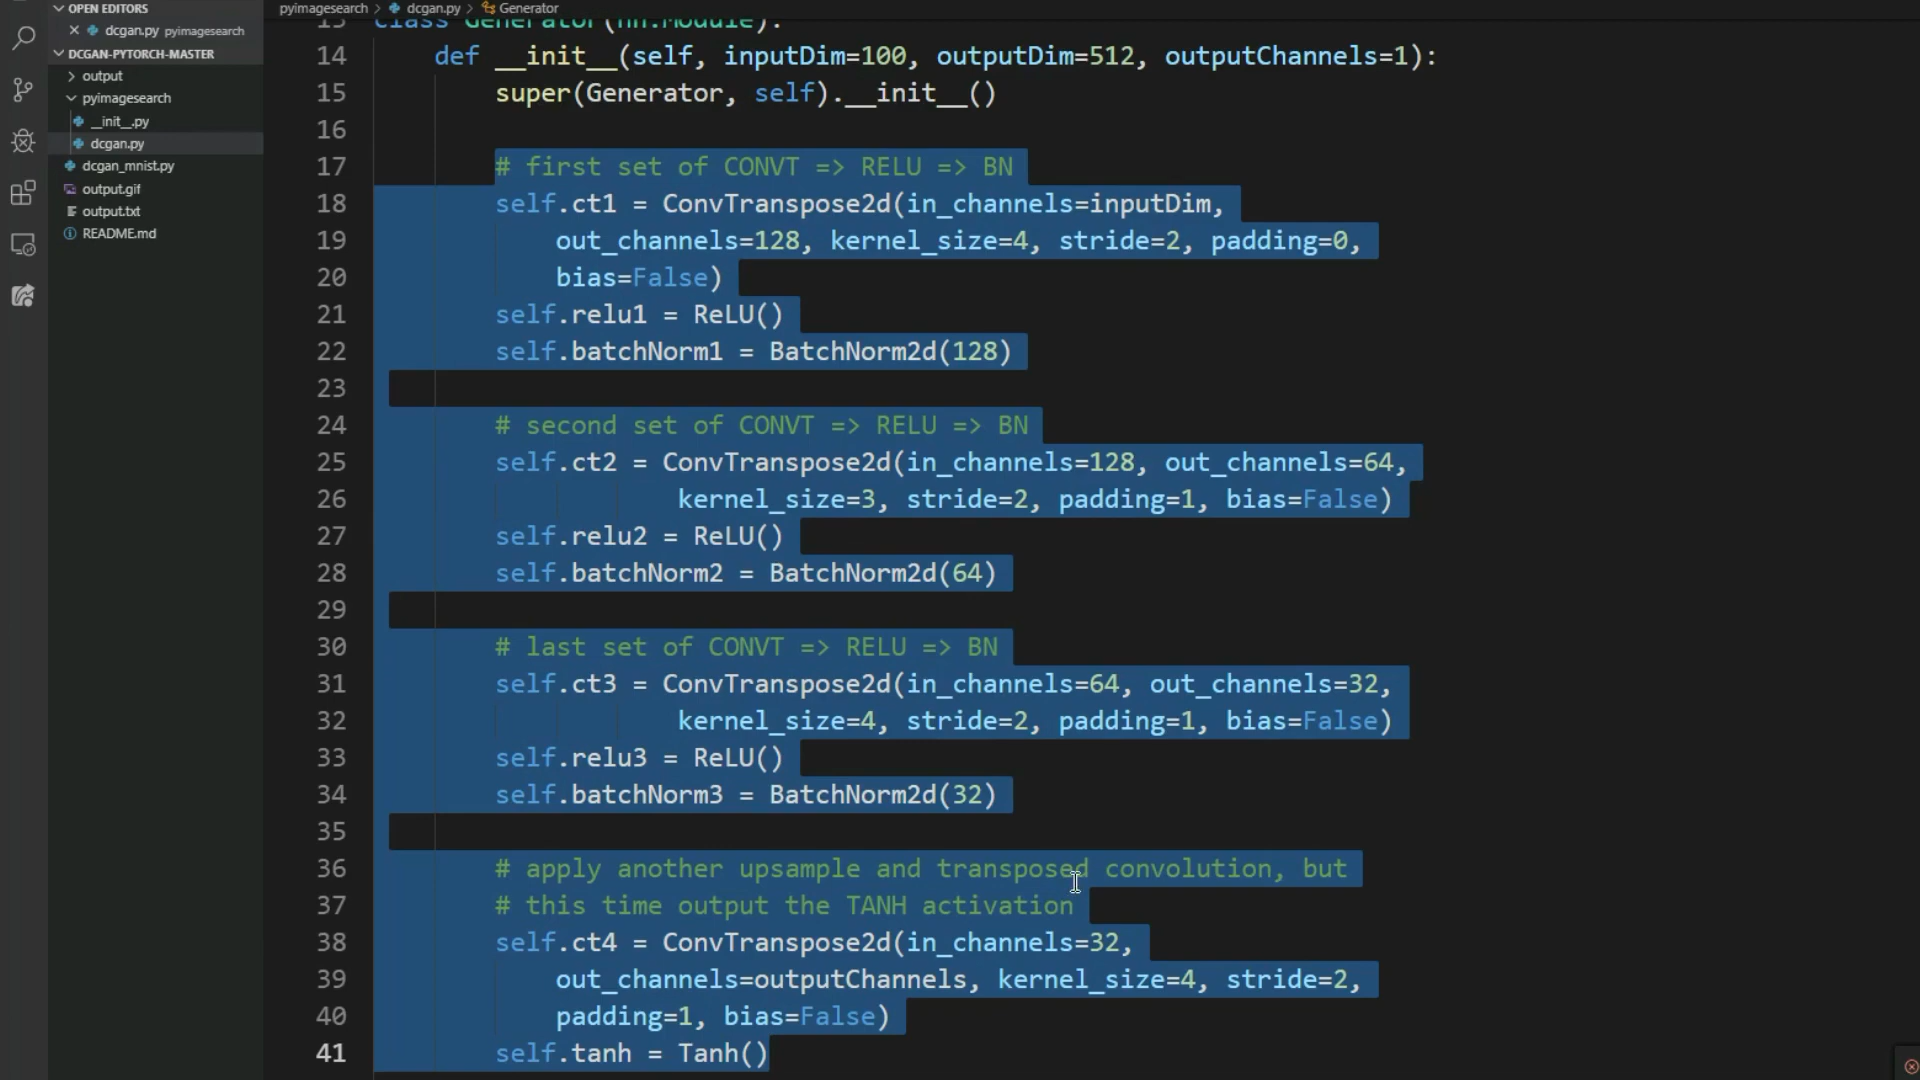 OPEN EDITORS
dcgan.py pyimagesearch
DCGAN-PYTORCH-MASTER
output
pyimagesearch
__init__.py
dcgan.py
dcgan_mnist.py
output.gif
output.txt
README.md
pyimagesearch > dcgan.py > Generator
13 class Generator(nn.Module):
14 def __init__(self, inputDim=100, outputDim=512, outputChannels=1):
15 super(Generator, self).__init__()
16
17 # first set of CONVT => RELU => BN
18 self.ct1 = ConvTranspose2d(in_channels=inputDim,
19 out_channels=128, kernel_size=4, stride=2, padding=0,
20 bias=False)
21 self.relu1 = ReLU()
22 self.batchNorm1 = BatchNorm2d(128)
23
24 # second set of CONVT => RELU => BN
25 self.ct2 = ConvTranspose2d(in_channels=128, out_channels=64,
26 kernel_size=3, stride=2, padding=1, bias=False)
27 self.relu2 = ReLU()
28 self.batchNorm2 = BatchNorm2d(64)
29
30 # last set of CONVT => RELU => BN
31 self.ct3 = ConvTranspose2d(in_channels=64, out_channels=32,
32 kernel_size=4, stride=2, padding=1, bias=False)
33 self.relu3 = ReLU()
34 self.batchNorm3 = BatchNorm2d(32)
35
36 # apply another upsample and transposed convolution, but
37 # this time output the TANH activation
38 self.ct4 = ConvTranspose2d(in_channels=32,
39 out_channels=outputChannels, kernel_size=4, stride=2,
40 padding=1, bias=False)
41 self.tanh = Tanh()